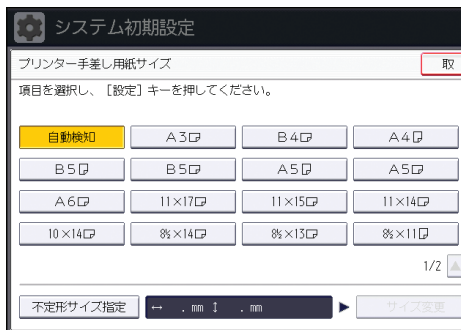 システム初期設定
プリンター手差し用紙サイズ 取
項目を選択し、［設定］キーを押してください。
自動検知 A3 B4 A4
B5 B5 A5 A5
A6 11×17 11×15 11×14
10×14 8½×14 8½×13 8½×11
1/2
不定形サイズ指定 ↔ . mm ↕ . mm ▶ サイズ変更